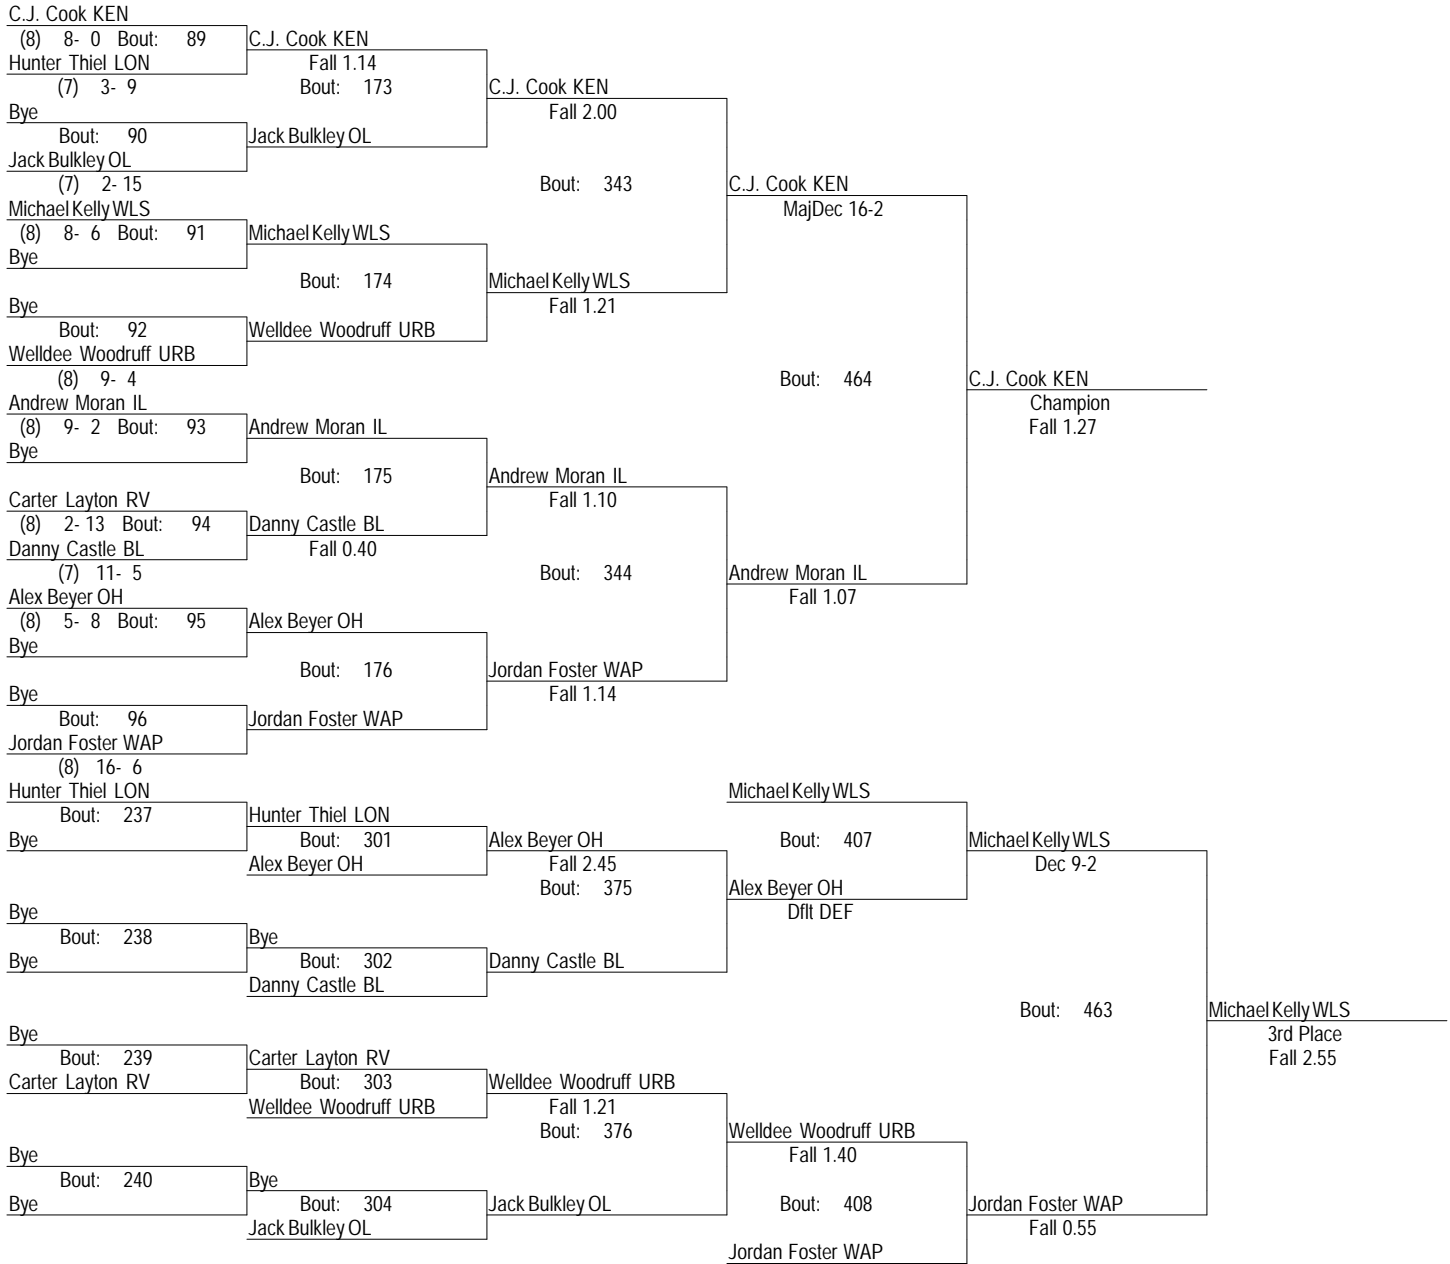 C.J. Cook KEN
(8) 8- 0 Bout: 89
C.J. Cook KEN
Hunter Thiel LON
Fall 1.14
(7) 3- 9
Bout: 173
C.J. Cook KEN
Bye
Fall 2.00
Bout: 90
Jack Bulkley OL
Jack Bulkley OL
(7) 2- 15
Bout: 343
C.J. Cook KEN
Michael Kelly WLS
MajDec 16-2
(8) 8- 6 Bout: 91
Michael Kelly WLS
Bye
Bout: 174
Michael Kelly WLS
Bye
Fall 1.21
Bout: 92
Welldee Woodruff URB
Welldee Woodruff URB
(8) 9- 4
Bout: 464
C.J. Cook KEN
Andrew Moran IL
Champion
(8) 9- 2 Bout: 93
Andrew Moran IL
Fall 1.27
Bye
Bout: 175
Andrew Moran IL
Carter Layton RV
Fall 1.10
(8) 2- 13 Bout: 94
Danny Castle BL
Danny Castle BL
Fall 0.40
(7) 11- 5
Bout: 344
Andrew Moran IL
Alex Beyer OH
Fall 1.07
(8) 5- 8 Bout: 95
Alex Beyer OH
Bye
Bout: 176
Jordan Foster WAP
Bye
Fall 1.14
Bout: 96
Jordan Foster WAP
Jordan Foster WAP
(8) 16- 6
Hunter Thiel LON
Michael Kelly WLS
Bout: 237
Hunter Thiel LON
Bye
Bout: 301
Alex Beyer OH
Bout: 407
Michael Kelly WLS
Alex Beyer OH
Fall 2.45
Dec 9-2
Bout: 375
Alex Beyer OH
Bye
Dflt DEF
Bout: 238
Bye
Bye
Bout: 302
Danny Castle BL
Danny Castle BL
Bout: 463
Michael Kelly WLS
Bye
3rd Place
Bout: 239
Carter Layton RV
Fall 2.55
Carter Layton RV
Bout: 303
Welldee Woodruff URB
Welldee Woodruff URB
Fall 1.21
Bout: 376
Welldee Woodruff URB
Bye
Fall 1.40
Bout: 240
Bye
Bye
Bout: 304
Jack Bulkley OL
Bout: 408
Jordan Foster WAP
Jack Bulkley OL
Fall 0.55
Jordan Foster WAP